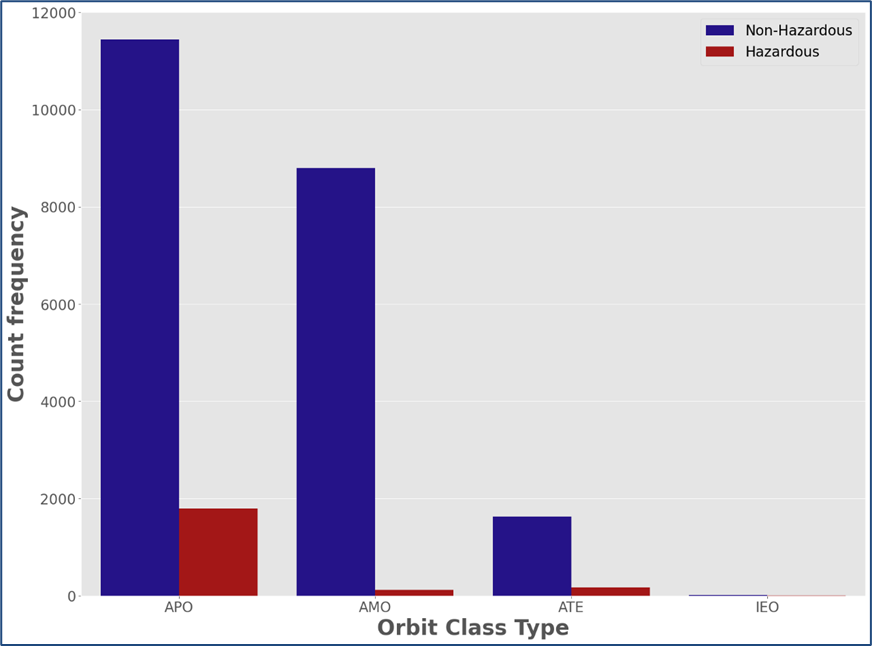 12000
10000
8000
6000
4000
2000
0
Count frequency
Non-Hazardous
Hazardous
APO AMO ATE IEO
Orbit Class Type